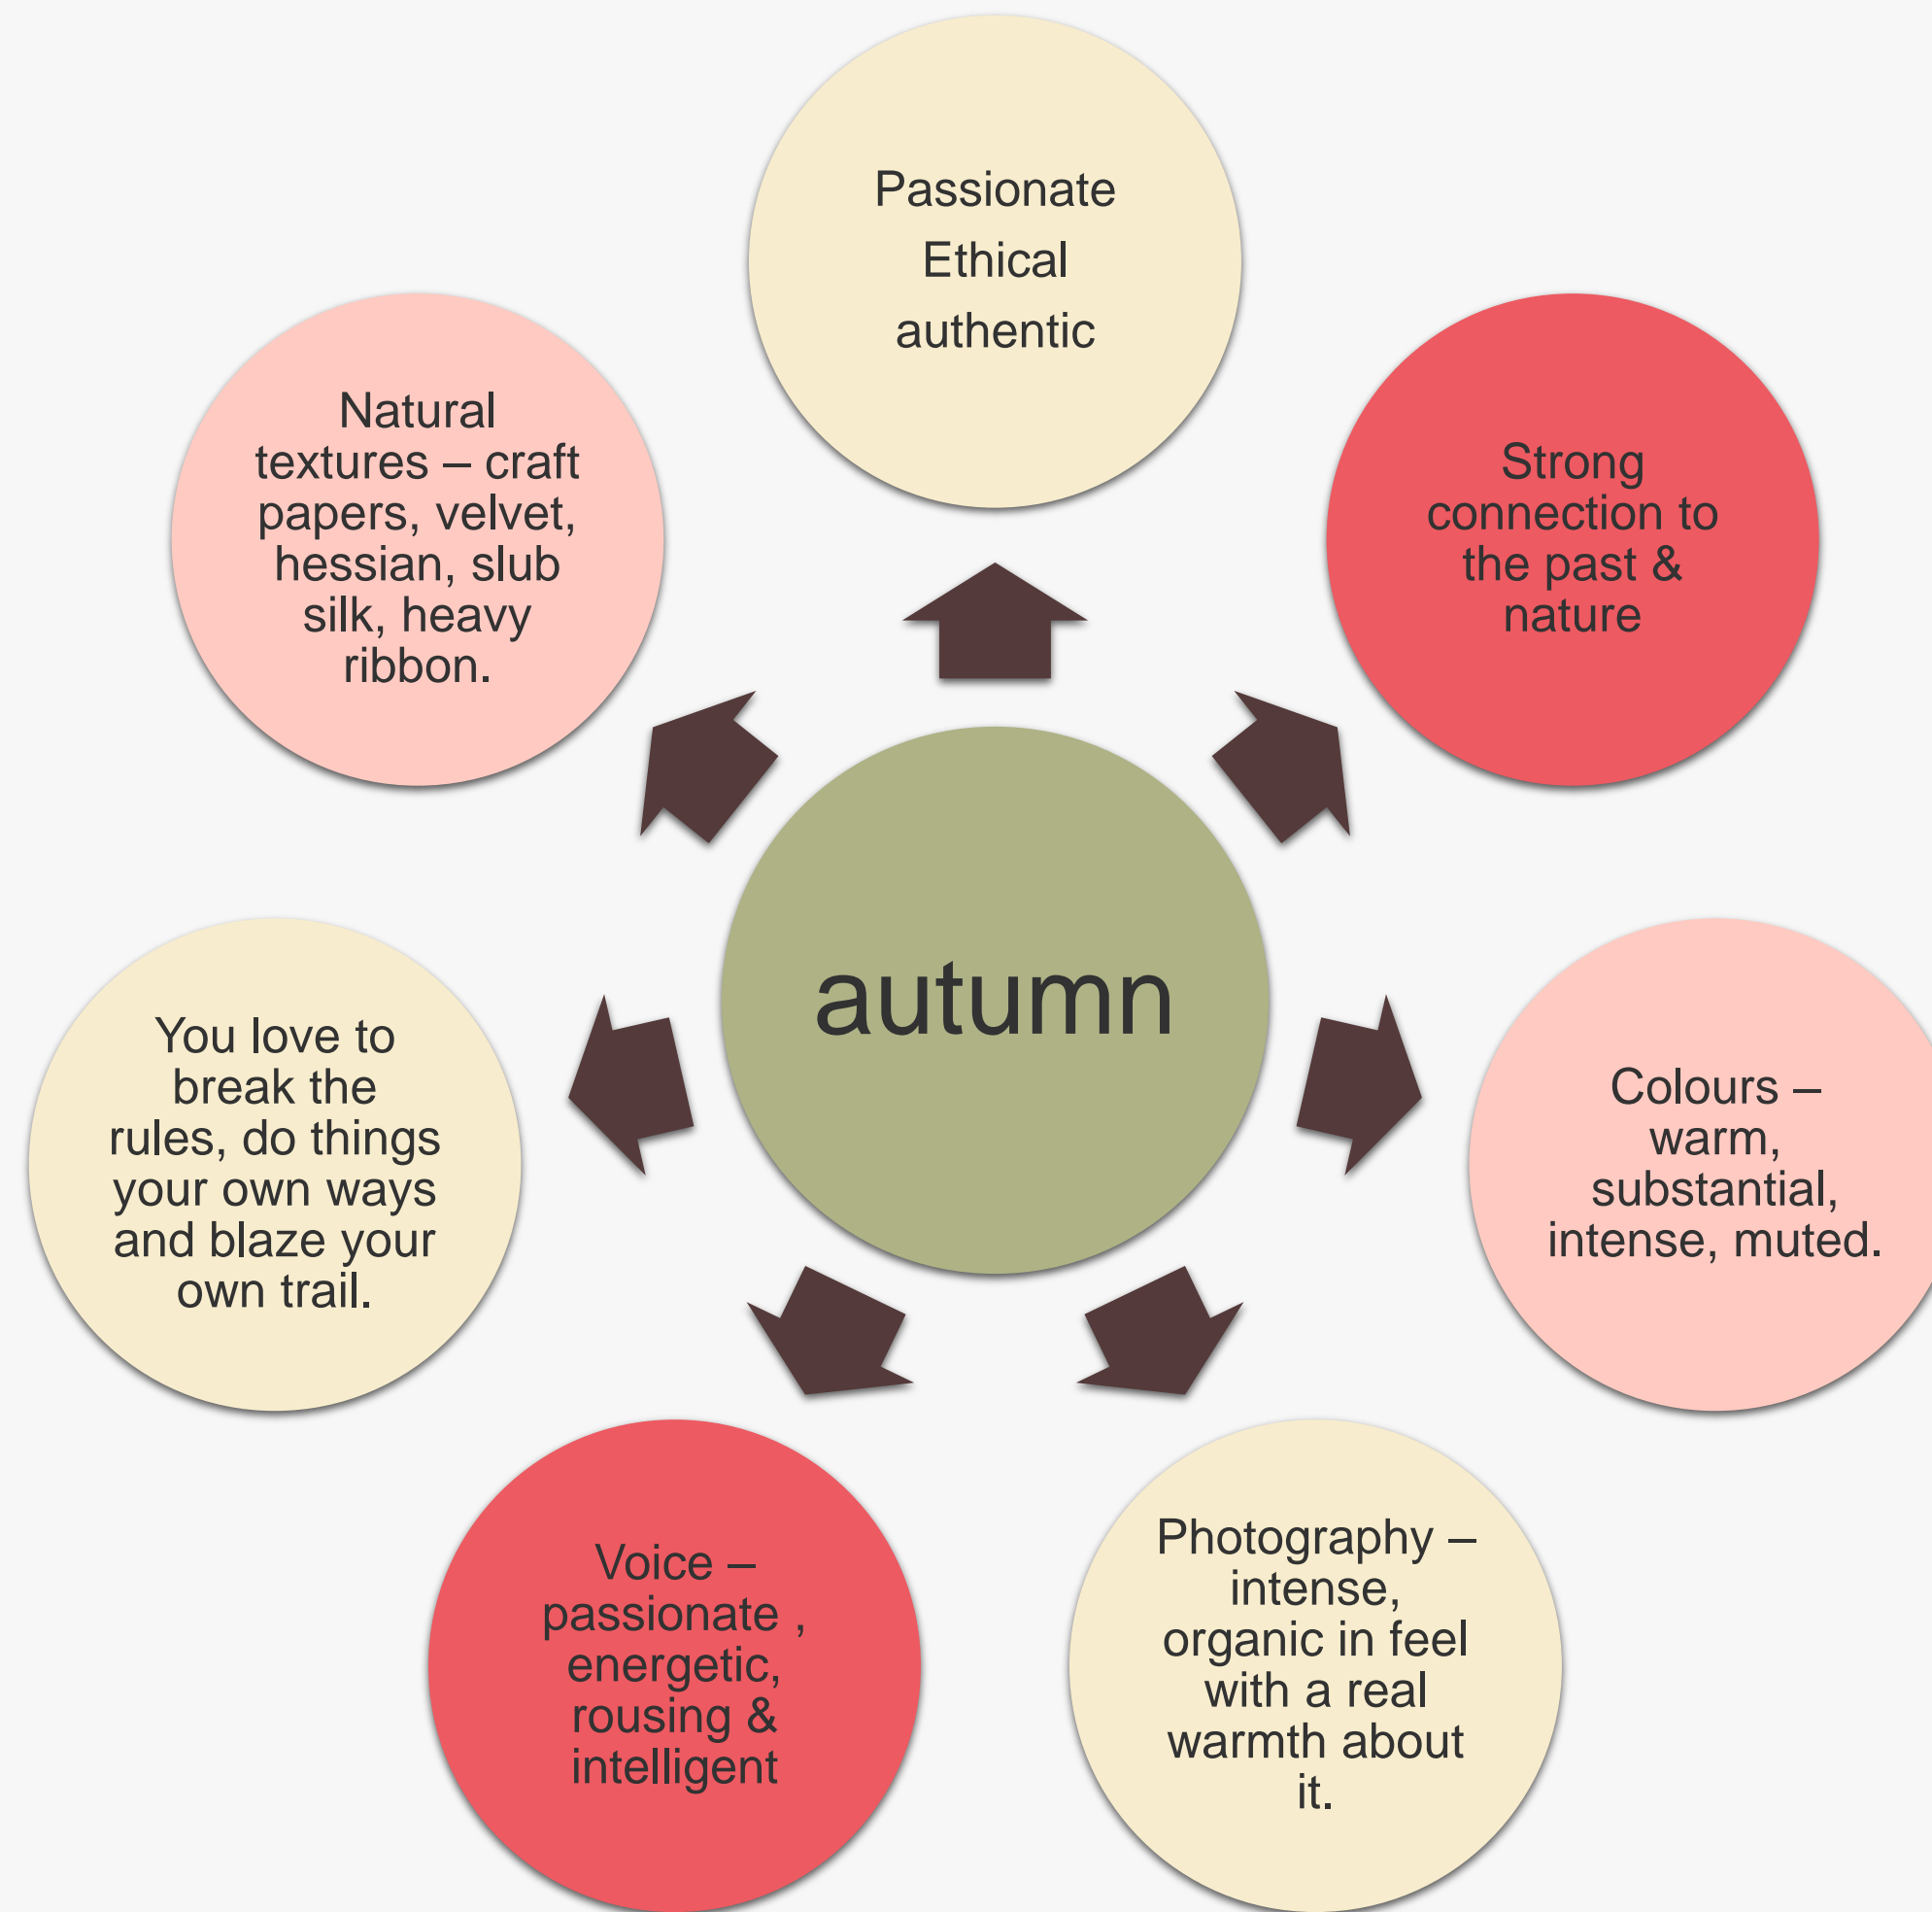 Passionate
Ethical
authentic
Strong
connection to
the past &
nature
Colours –
warm,
substantial,
intense, muted.
Photography –
intense,
organic in feel
with a real
warmth about
it.
Voice –
passionate ,
energetic,
rousing &
intelligent
You love to
break the
rules, do things
your own ways
and blaze your
own trail.
Natural
textures – craft
papers, velvet,
hessian, slub
silk, heavy
ribbon.
autumn